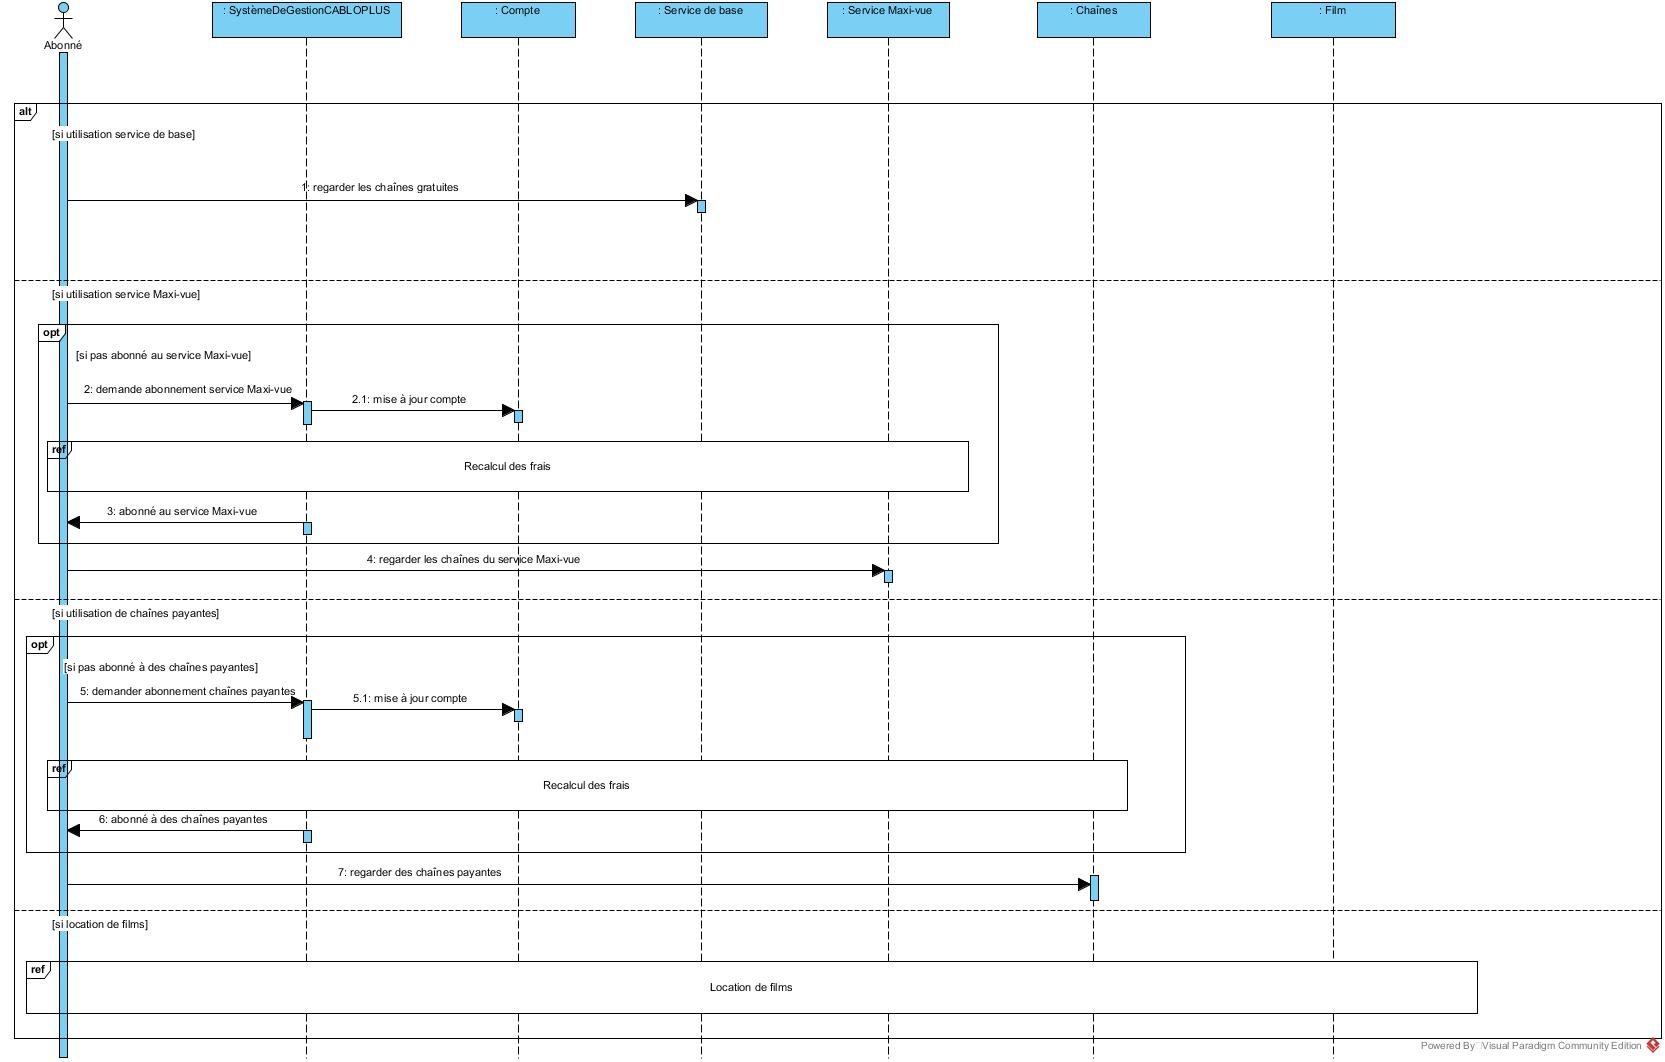 : SystèmeDeGestionCABLOPLUS
: Compte
: Service de base
: Service Maxi-vue
: Chaînes
: Film
Abonné
alt
[si utilisation service de base]
1: regarder les chaînes gratuites
[si utilisation service Maxi-vue]
opt
[si pas abonné au service Maxi-vue]
2: demande abonnement service Maxi-vue
2.1: mise à jour compte
ref
Recalcul des frais
3: abonné au service Maxi-vue
4: regarder les chaînes du service Maxi-vue
[si utilisation de chaînes payantes]
opt
[si pas abonné à des chaînes payantes]
5: demander abonnement chaînes payantes
5.1: mise à jour compte
ref
Recalcul des frais
6: abonné à des chaînes payantes
7: regarder des chaînes payantes
[si location de films]
ref
Location de films
Powered By Visual Paradigm Community Edition